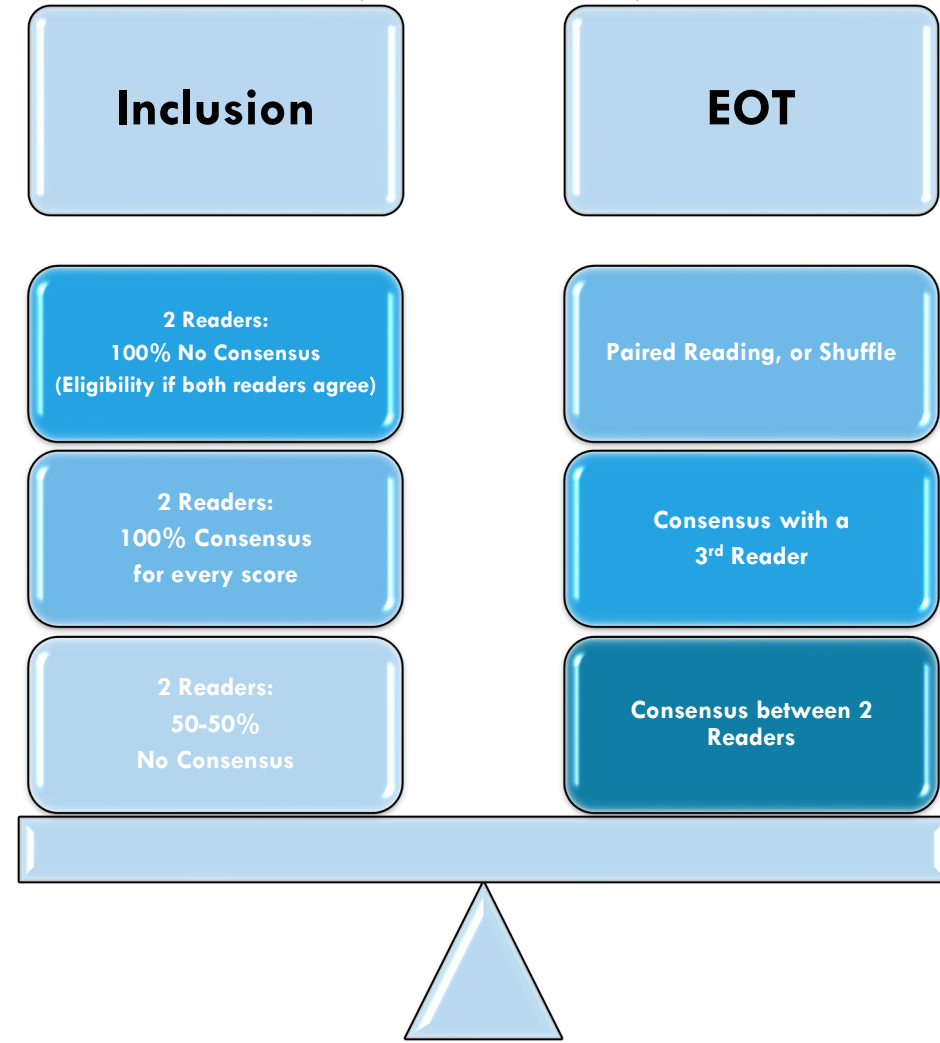 Inclusion
EOT
2 Readers:
100% No Consensus
(Eligibility if both readers agree)
Paired Reading, or Shuffle
2 Readers:
100% Consensus
for every score
Consensus with a
3rd Reader
2 Readers:
50-50%
No Consensus
Consensus between 2
Readers